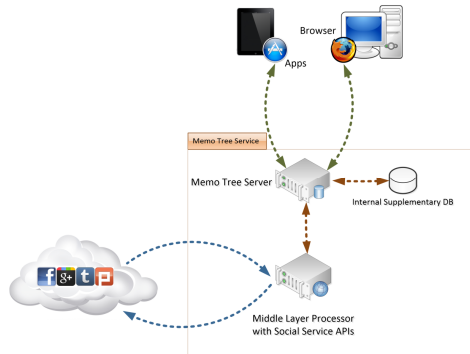 Browser
Apps
Memo Tree Service
Memo Tree Server
Internal Supplementary DB
f g+ t p
Middle Layer Processor
with Social Service APIs